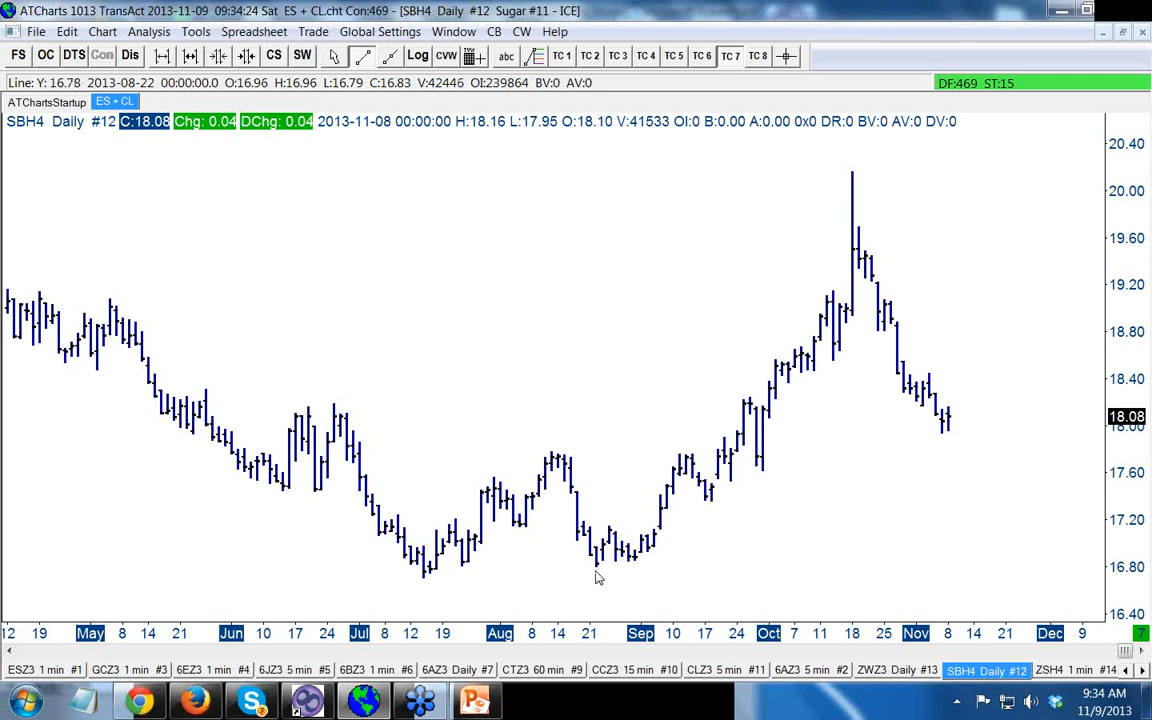 ATCharts 1013 TransAct 2013-11-09 09:34:24 Sat ES + CL.cht Con:469 - [SBH4 Daily #12 Sugar #11 - ICE]
File Edit Chart Analysis Tools Spreadsheet Trade Global Settings Window CB CW Help
FS OC DTS Con Dis CS SW Log CVW abc TC 1 TC 2 TC 3 TC 4 TC 5 TC 6 TC 7 TC 8
Line: Y: 16.78 2013-08-22 00:00:00.0 O:16.96 H:16.96 L:16.79 C:16.83 V:42446 OI:239864 BV:0 AV:0 DF:469 ST:15
ATChartsStartup ES + CL
SBH4 Daily #12 C:18.08 Chg: 0.04 DChg: 0.04 2013-11-08 00:00:00 H:18.16 L:17.95 O:18.10 V:41533 OI:0 B:0.00 A:0.00 0x0 DR:0 BV:0 AV:0 DV:0
20.40
20.00
19.60
19.20
18.80
18.40
18.08
18.00
17.60
17.20
16.80
16.40
12 19 May 8 14 21 Jun 10 17 24 Jul 8 12 19 Aug 8 14 21 Sep 10 17 24 Oct 7 11 18 25 Nov 8 14 21 Dec 9 7
ESZ3 1 min #1 GCZ3 1 min #3 6EZ3 1 min #4 6JZ3 5 min #5 6BZ3 1 min #6 6AZ3 Daily #7 CTZ3 60 min #9 CCZ3 15 min #10 CLZ3 5 min #11 6AZ3 5 min #2 ZWZ3 Daily #13 SBH4 Daily #12 ZSH4 1 min #14
9:34 AM
11/9/2013